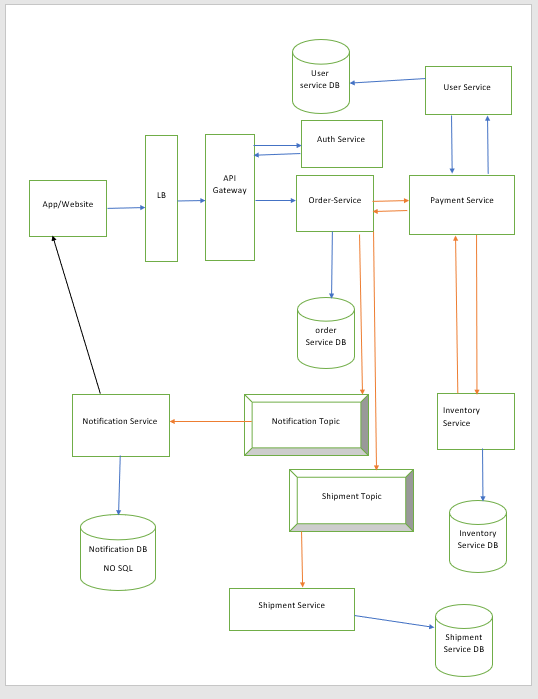 User
service DB
User Service
Auth Service
API
Gateway
LB
App/Website
Order-Service
Payment Service
order
Service DB
Notification Service
Notification Topic
Inventory
Service
Shipment Topic
Notification DB
NO SQL
Inventory
Service DB
Shipment Service
Shipment
Service DB